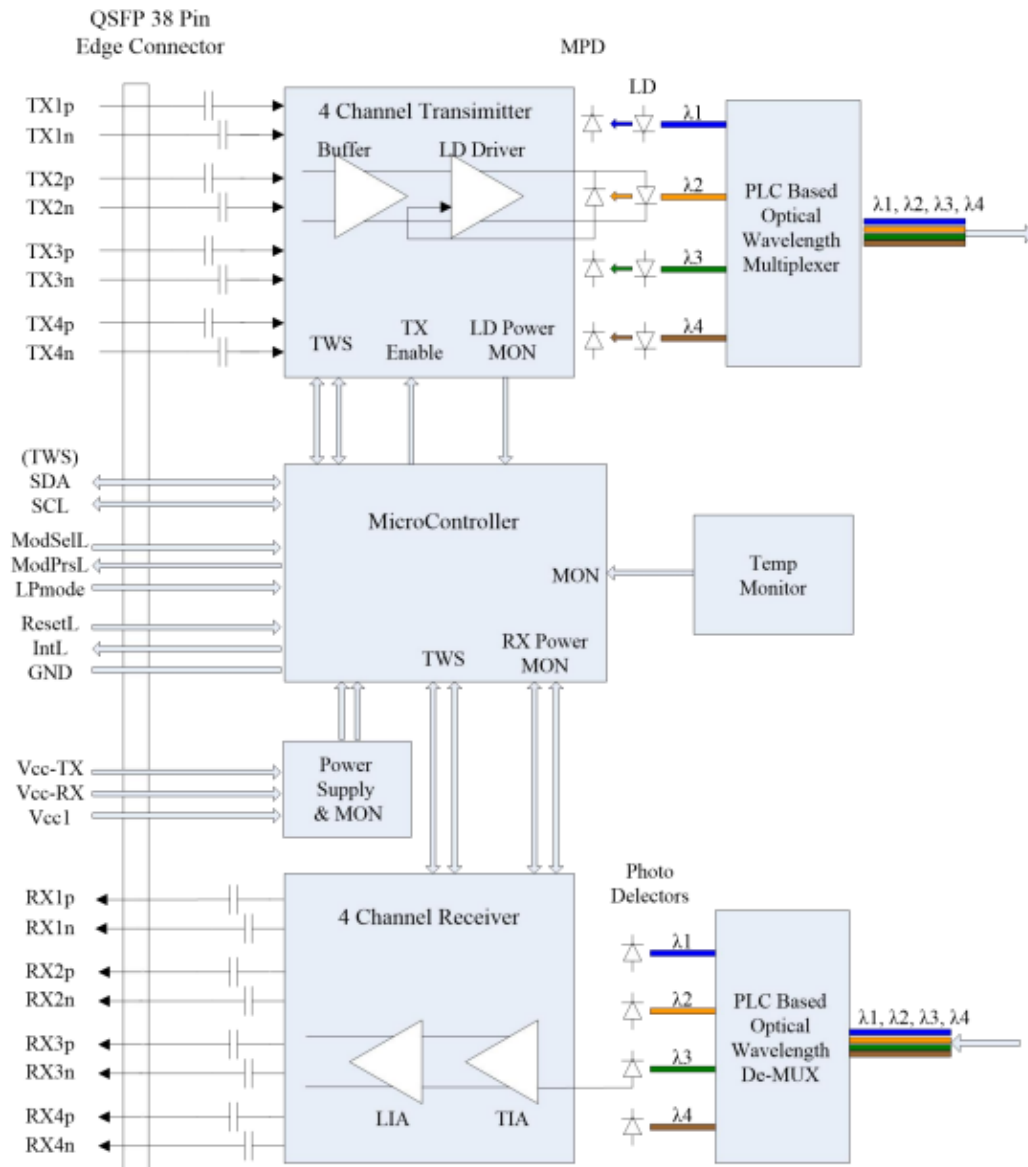 QSFP 38 Pin
Edge Connector
MPD
LD
TX1p
TX1n
TX2p
TX2n
TX3p
TX3n
TX4p
TX4n
4 Channel Transimitter
Buffer
LD Driver
TWS
TX
Enable
LD Power
MON
λ1
λ2
λ3
λ4
PLC Based
Optical
Wavelength
Multiplexer
λ1, λ2, λ3, λ4
(TWS)
SDA
SCL
ModSelL
ModPrsL
LPmode
ResetL
IntL
GND
MicroController
MON
TWS
RX Power
MON
Temp
Monitor
Vcc-TX
Vcc-RX
Vcc1
Power
Supply
& MON
RX1p
RX1n
RX2p
RX2n
RX3p
RX3n
RX4p
RX4n
4 Channel Receiver
LIA
TIA
Photo
Delectors
λ1
λ2
λ3
λ4
PLC Based
Optical
Wavelength
De-MUX
λ1, λ2, λ3, λ4